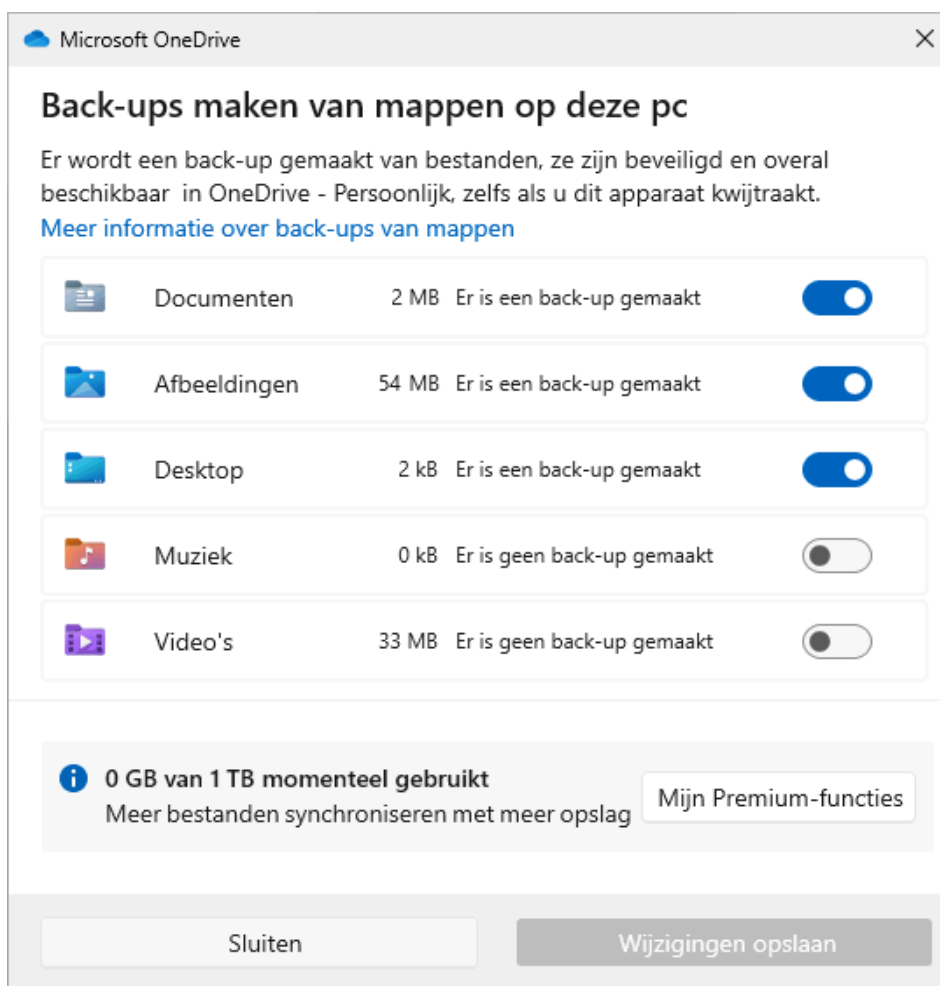 Microsoft OneDrive
Back-ups maken van mappen op deze pc
Er wordt een back-up gemaakt van bestanden, ze zijn beveiligd en overal
beschikbaar in OneDrive - Persoonlijk, zelfs als u dit apparaat kwijtraakt.
Meer informatie over back-ups van mappen
Documenten 2 MB Er is een back-up gemaakt
Afbeeldingen 54 MB Er is een back-up gemaakt
Desktop 2 kB Er is een back-up gemaakt
Muziek 0 kB Er is geen back-up gemaakt
Video's 33 MB Er is geen back-up gemaakt
0 GB van 1 TB momenteel gebruikt
Meer bestanden synchroniseren met meer opslag
Mijn Premium-functies
Sluiten
Wijzigingen opslaan